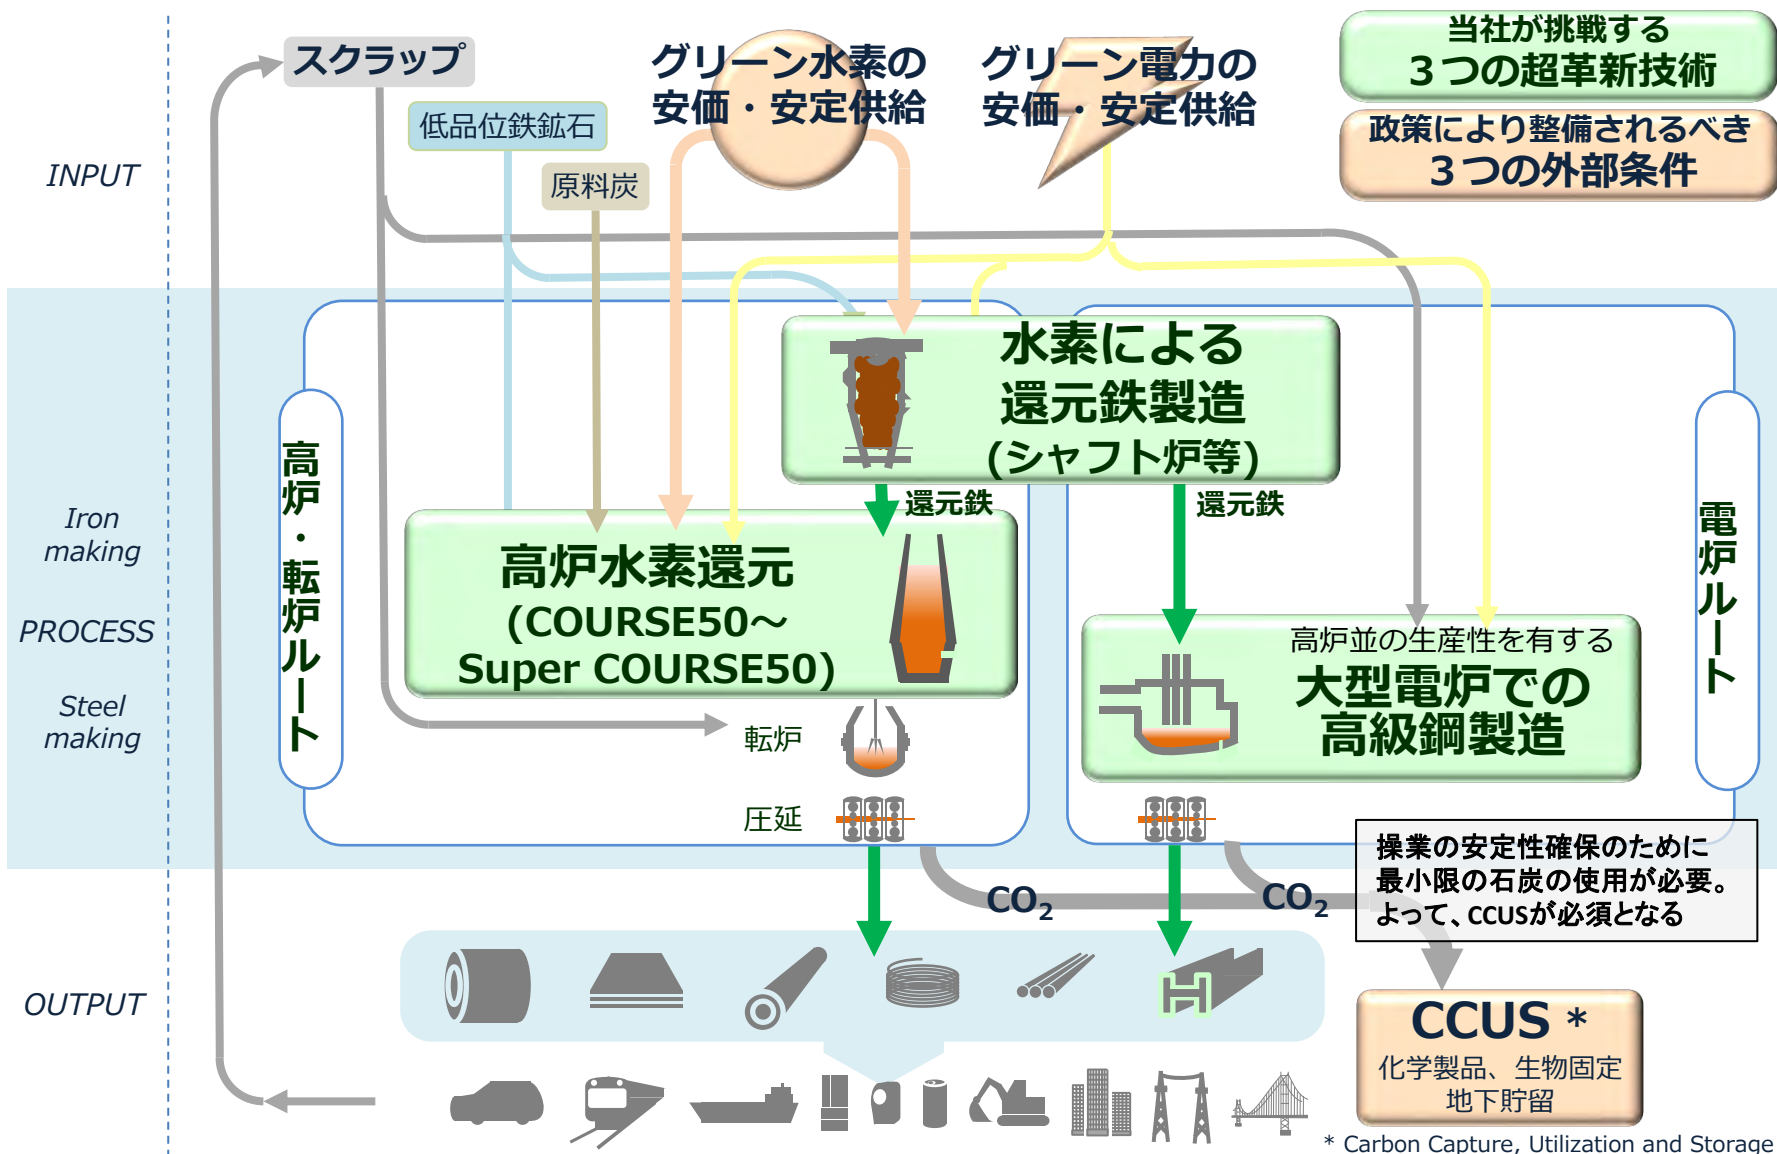 スクラップ
グリーン水素の
安価・安定供給
グリーン電力の
安価・安定供給
当社が挑戦する
３つの超革新技術
政策により整備されるべき
３つの外部条件
低品位鉄鉱石
原料炭
INPUT
水素による
還元鉄製造
(シャフト炉等)
還元鉄
還元鉄
高炉・転炉ルート
電炉ルート
Iron
making
PROCESS
Steel
making
高炉水素還元
(COURSE50～
Super COURSE50)
高炉並の生産性を有する
大型電炉での
高級鋼製造
転炉
圧延
CO2
CO2
操業の安定性確保のために
最小限の石炭の使用が必要。
よって、CCUSが必須となる
OUTPUT
CCUS *
化学製品、生物固定
地下貯留
* Carbon Capture, Utilization and Storage